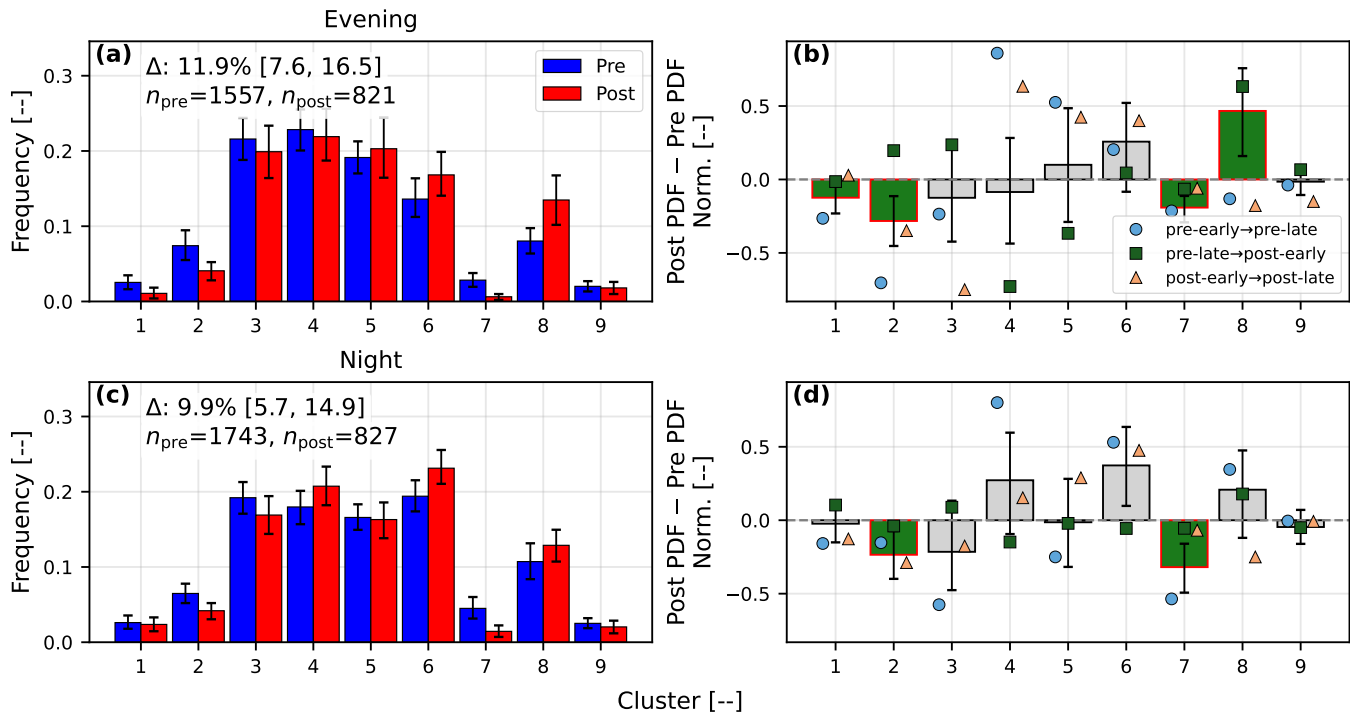 Evening
(a)
Δ: 11.9% [7.6, 16.5]
n_pre=1557, n_post=821
Pre
Post
Frequency [--]
0.3
0.2
0.1
0.0
1 2 3 4 5 6 7 8 9
(b)
Post PDF − Pre PDF
Norm. [--]
0.5
0.0
−0.5
pre-early→pre-late
pre-late→post-early
post-early→post-late
1 2 3 4 5 6 7 8 9
Night
(c)
Δ: 9.9% [5.7, 14.9]
n_pre=1743, n_post=827
Frequency [--]
0.3
0.2
0.1
0.0
1 2 3 4 5 6 7 8 9
(d)
Post PDF − Pre PDF
Norm. [--]
0.5
0.0
−0.5
1 2 3 4 5 6 7 8 9
Cluster [--]